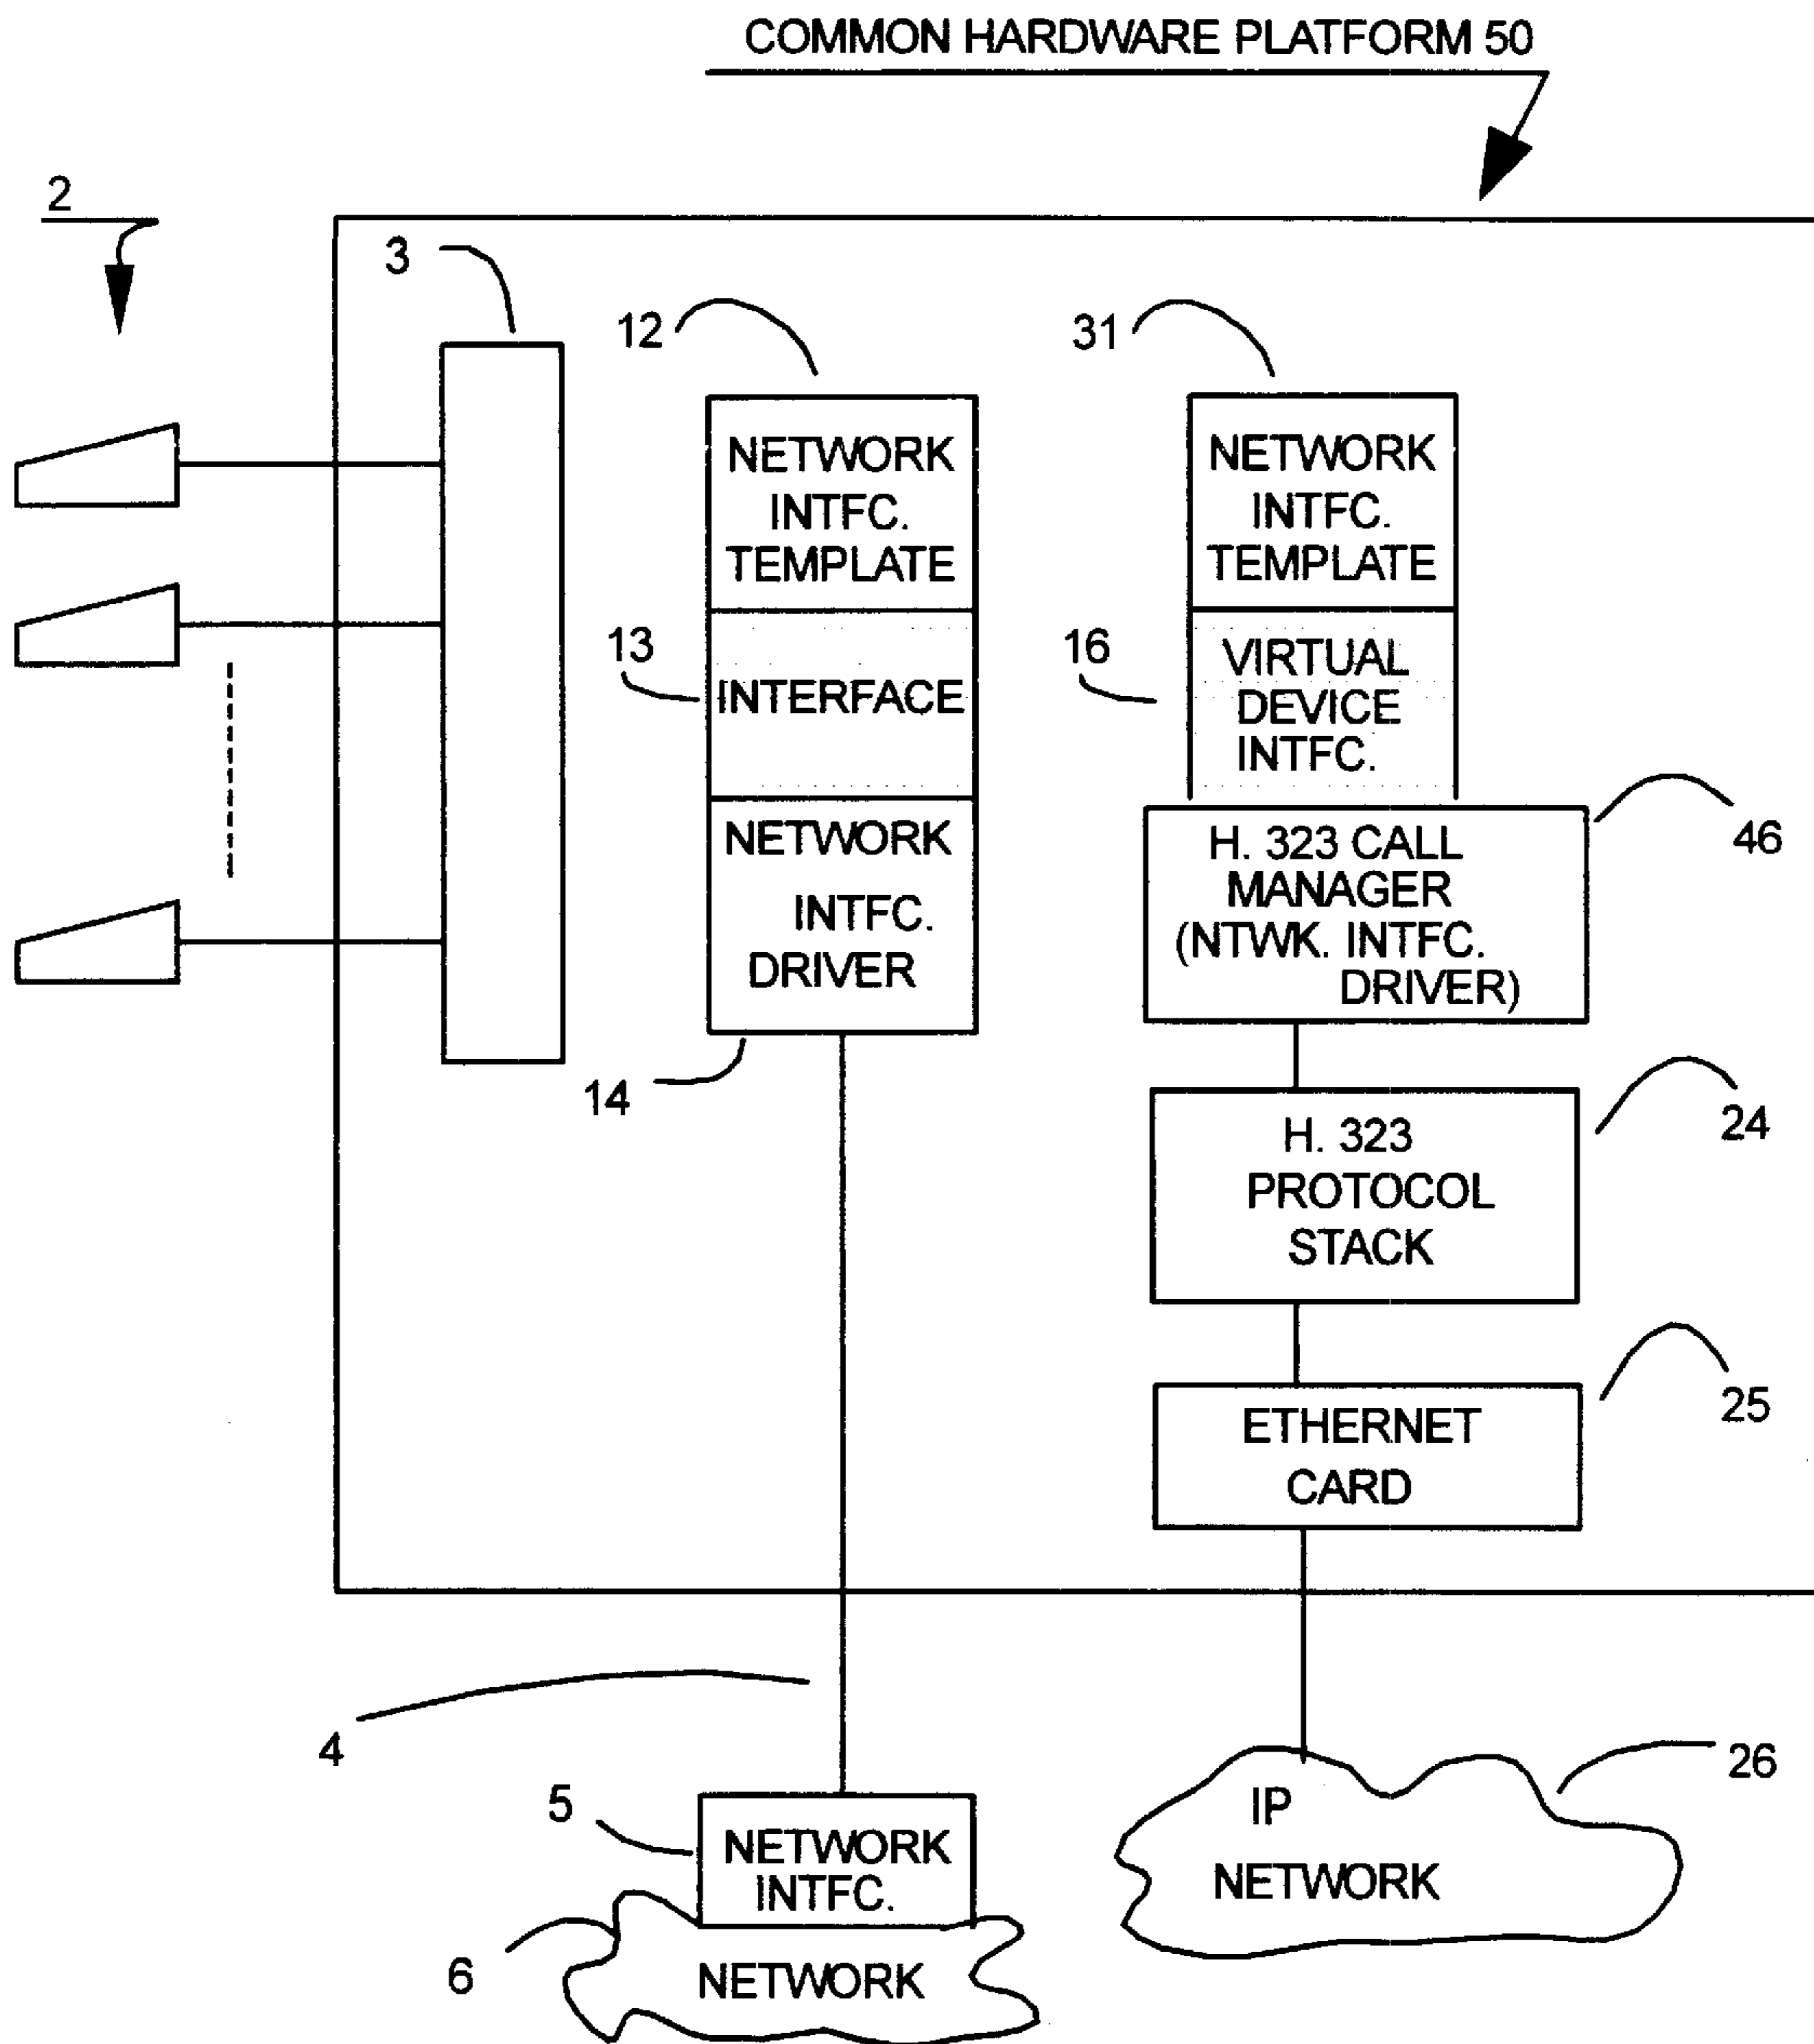 COMMON HARDWARE PLATFORM 50
2
3
12
31
NETWORK
INTFC.
TEMPLATE
NETWORK
INTFC.
TEMPLATE
13
INTERFACE
16
VIRTUAL
DEVICE
INTFC.
NETWORK
INTFC.
DRIVER
14
H. 323 CALL
MANAGER
(NTWK. INTFC.
DRIVER)
46
H. 323
PROTOCOL
STACK
24
ETHERNET
CARD
25
4
5
NETWORK
INTFC.
6
NETWORK
IP
NETWORK
26